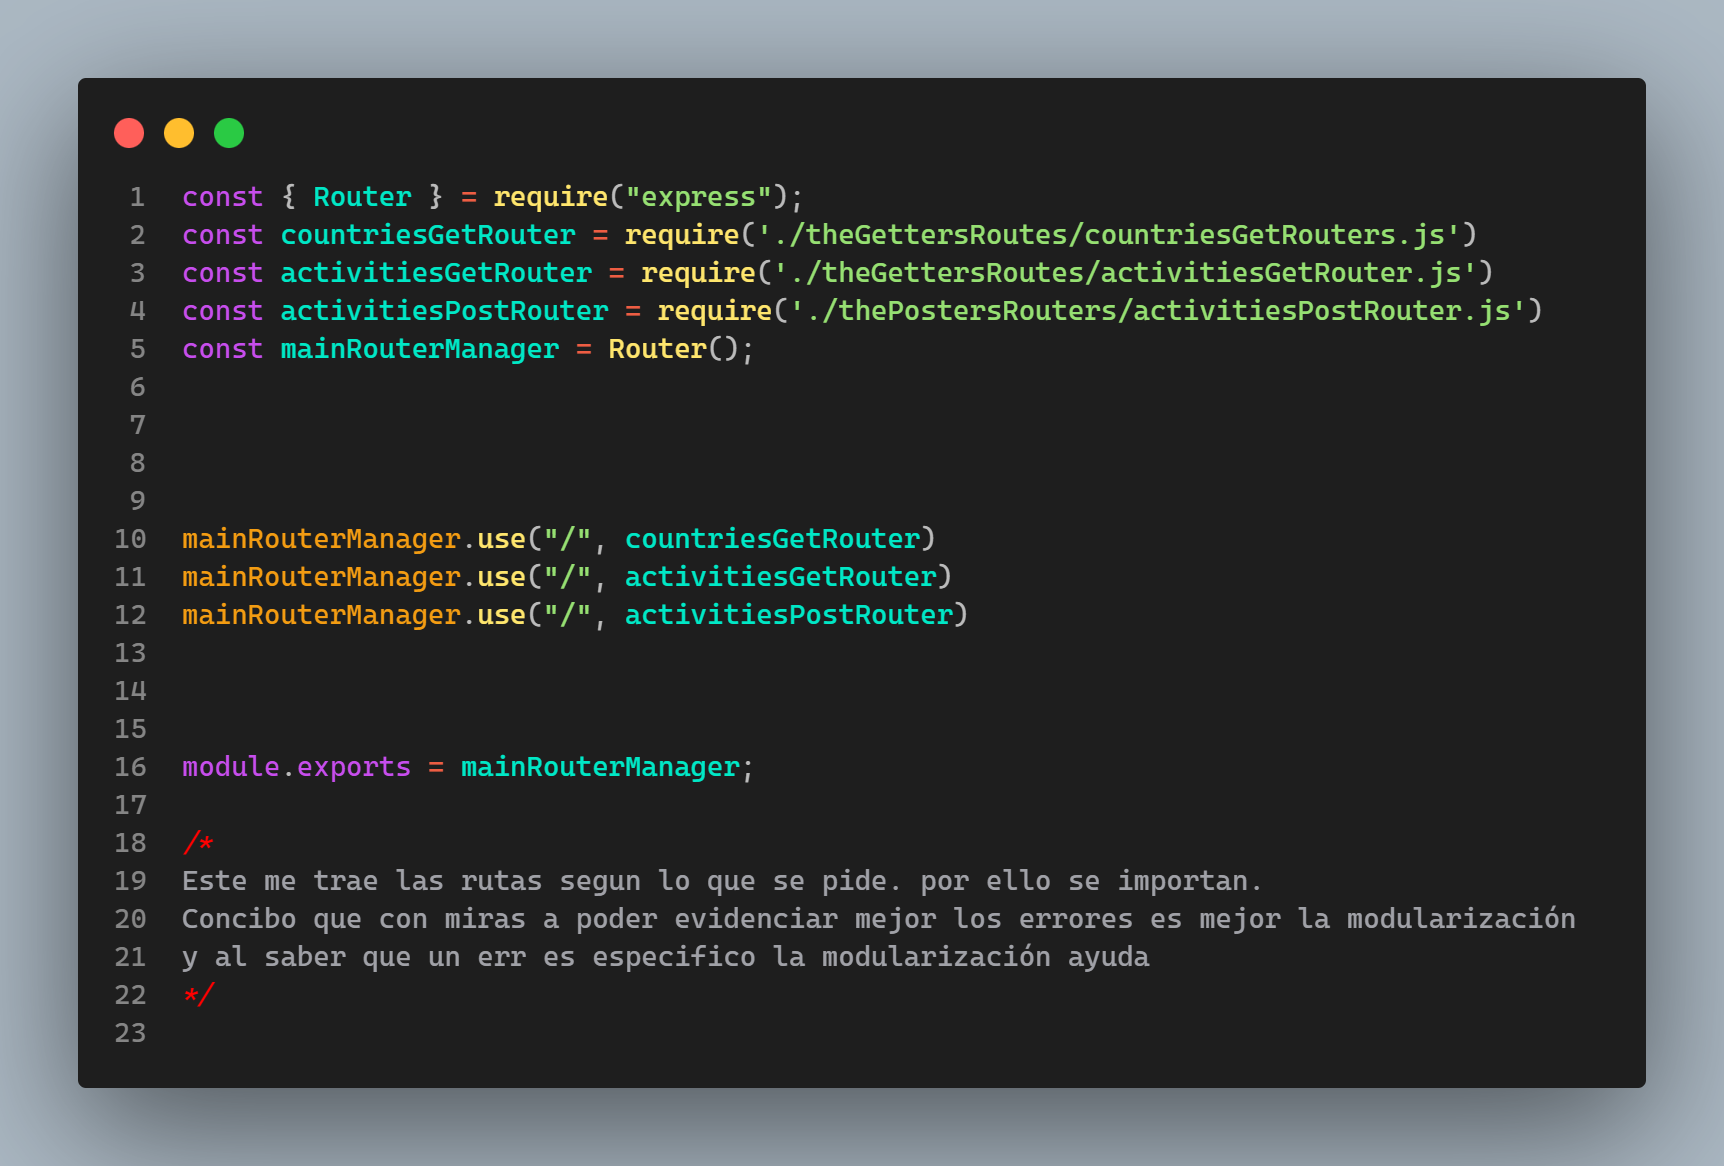 1 const { Router } = require("express");
2 const countriesGetRouter = require('./theGettersRoutes/countriesGetRouters.js')
3 const activitiesGetRouter = require('./theGettersRoutes/activitiesGetRouter.js')
4 const activitiesPostRouter = require('./thePostersRouters/activitiesPostRouter.js')
5 const mainRouterManager = Router();
6
7
8
9
10 mainRouterManager.use("/", countriesGetRouter)
11 mainRouterManager.use("/", activitiesGetRouter)
12 mainRouterManager.use("/", activitiesPostRouter)
13
14
15
16 module.exports = mainRouterManager;
17
18 /*
19 Este me trae las rutas segun lo que se pide. por ello se importan.
20 Concibo que con miras a poder evidenciar mejor los errores es mejor la modularización
21 y al saber que un err es especifico la modularización ayuda
22 */
23